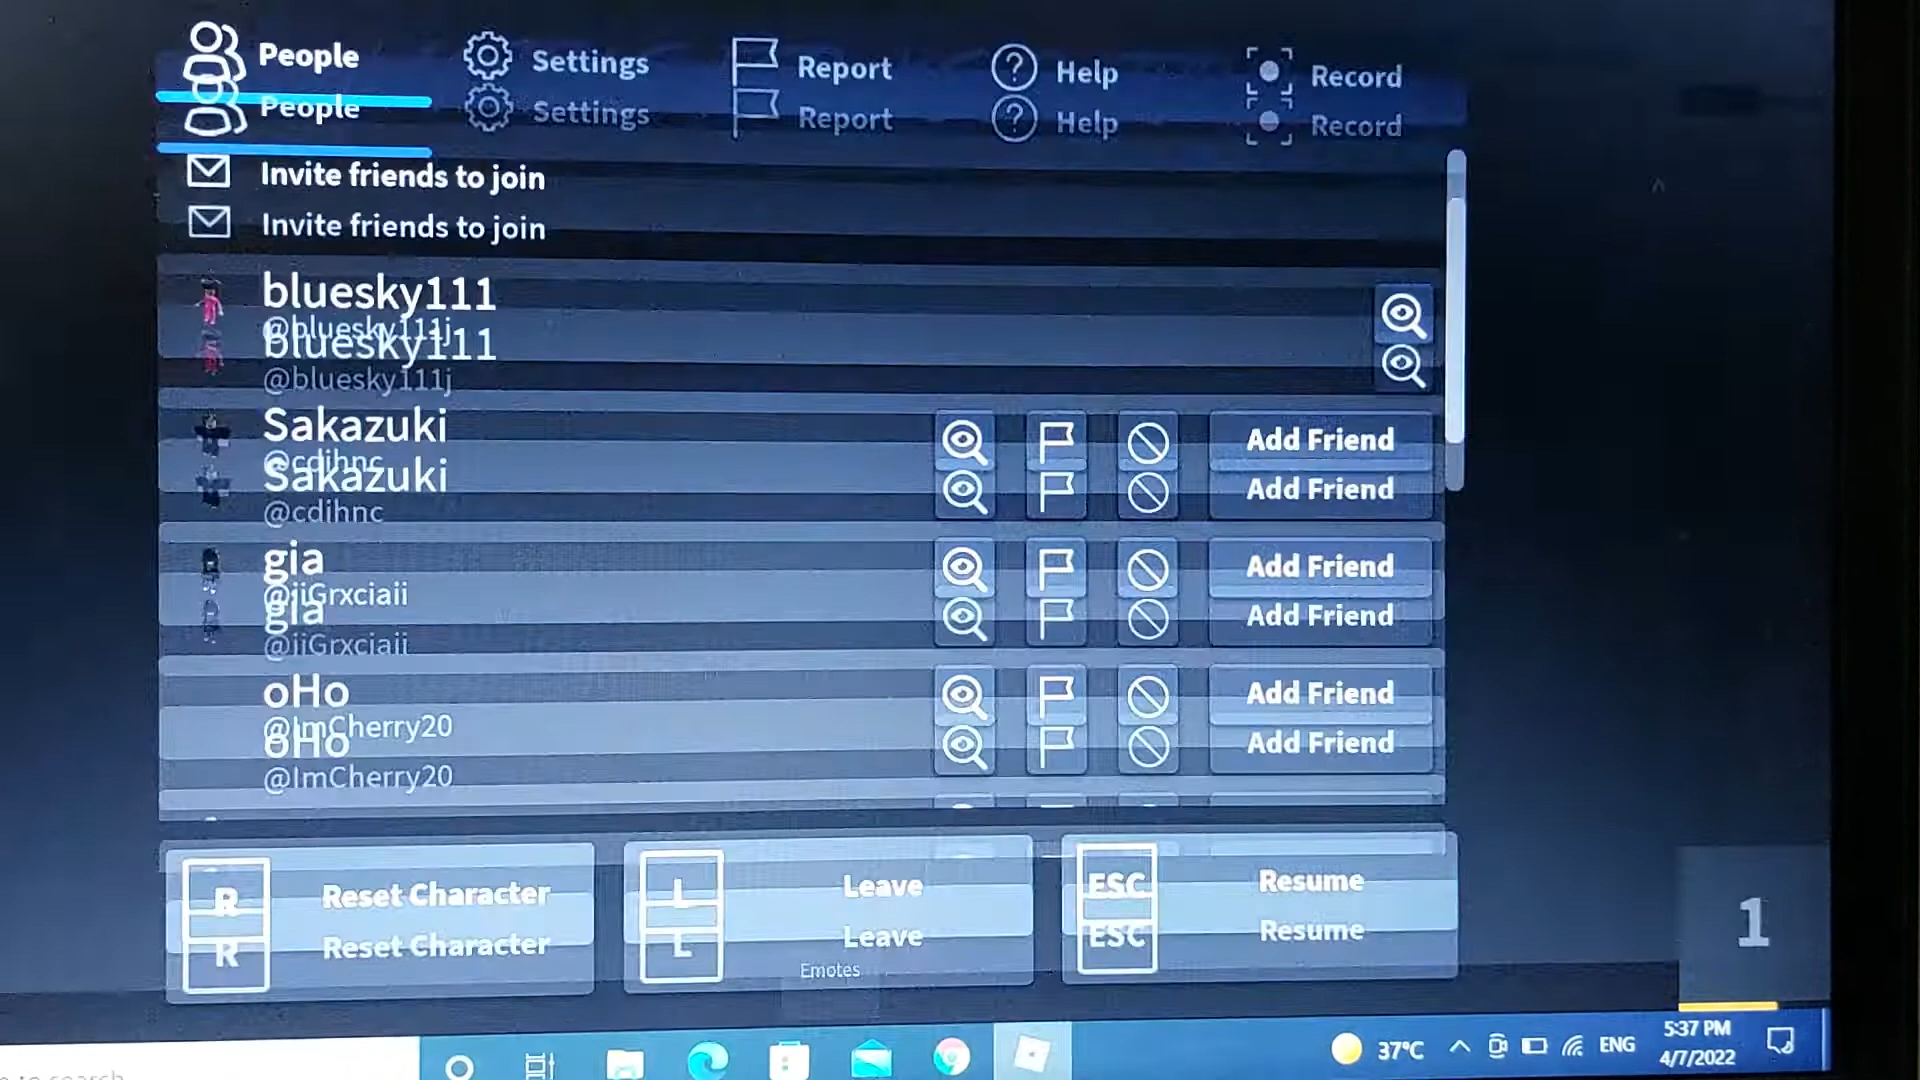 People
Settings
Report
Help
Record
People
Settings
Report
Help
Record
Invite friends to join
Invite friends to join
bluesky111
@bluesky111j
bluesky111
@bluesky111j
Sakazuki
@cdihnc
Sakazuki
@cdihnc
Add Friend
Add Friend
gia
@iiGrxciaii
gia
@iiGrxciaii
Add Friend
Add Friend
oHo
@ImCherry20
oHo
@ImCherry20
Add Friend
Add Friend
R Reset Character
R Reset Character
L Leave
L Leave
Emotes
ESC Resume
ESC Resume
1
37°C
ENG
5:37 PM
4/7/2022